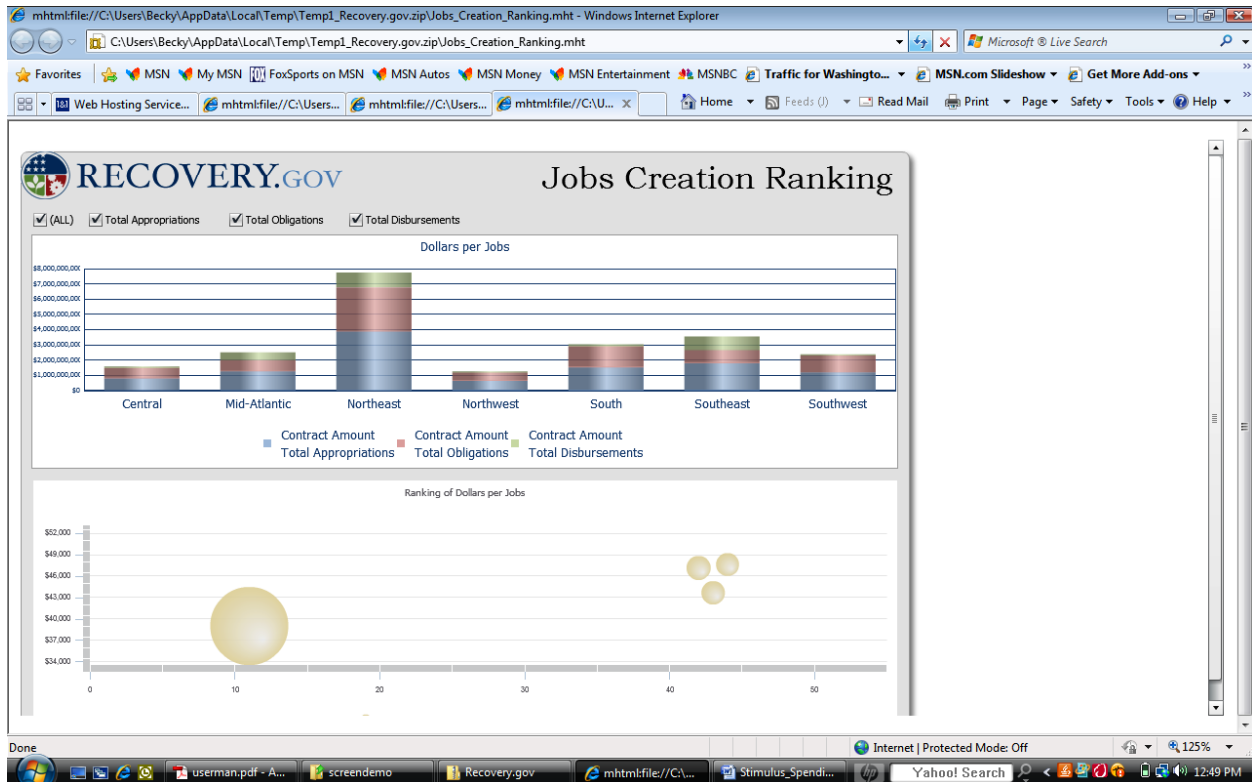 mhtml:file://C:\Users\Becky\AppData\Local\Temp\Temp1_Recovery.gov.zip\Jobs_Creation_Ranking.mht - Windows Internet Explorer
C:\Users\Becky\AppData\Local\Temp\Temp1_Recovery.gov.zip\Jobs_Creation_Ranking.mht
Microsoft ® Live Search
Favorites MSN My MSN FoxSports on MSN MSN Autos MSN Money MSN Entertainment MSNBC Traffic for Washingto... MSN.com Slideshow Get More Add-ons
Web Hosting Service... mhtml:file://C:\Users... mhtml:file://C:\Users... mhtml:file://C:\U... X Home Feeds (J) Read Mail Print Page Safety Tools Help
RECOVERY.GOV Jobs Creation Ranking
(ALL) Total Appropriations Total Obligations Total Disbursements
Dollars per Jobs
$8,000,000,00(
$7,000,000,00(
$6,000,000,00(
$5,000,000,00(
$4,000,000,00(
$3,000,000,00(
$2,000,000,00(
$1,000,000,00(
$0
Central Mid-Atlantic Northeast Northwest South Southeast Southwest
Contract Amount Contract Amount Contract Amount
Total Appropriations Total Obligations Total Disbursements
Ranking of Dollars per Jobs
$52,000
$49,000
$46,000
$43,000
$40,000
$37,000
$34,000
0 10 20 30 40 50
Done Internet | Protected Mode: Off 125%
userman.pdf - A... screendemo Recovery.gov mhtml:file://C:\... Stimulus_Spendi... hp Yahoo! Search 12:49 PM